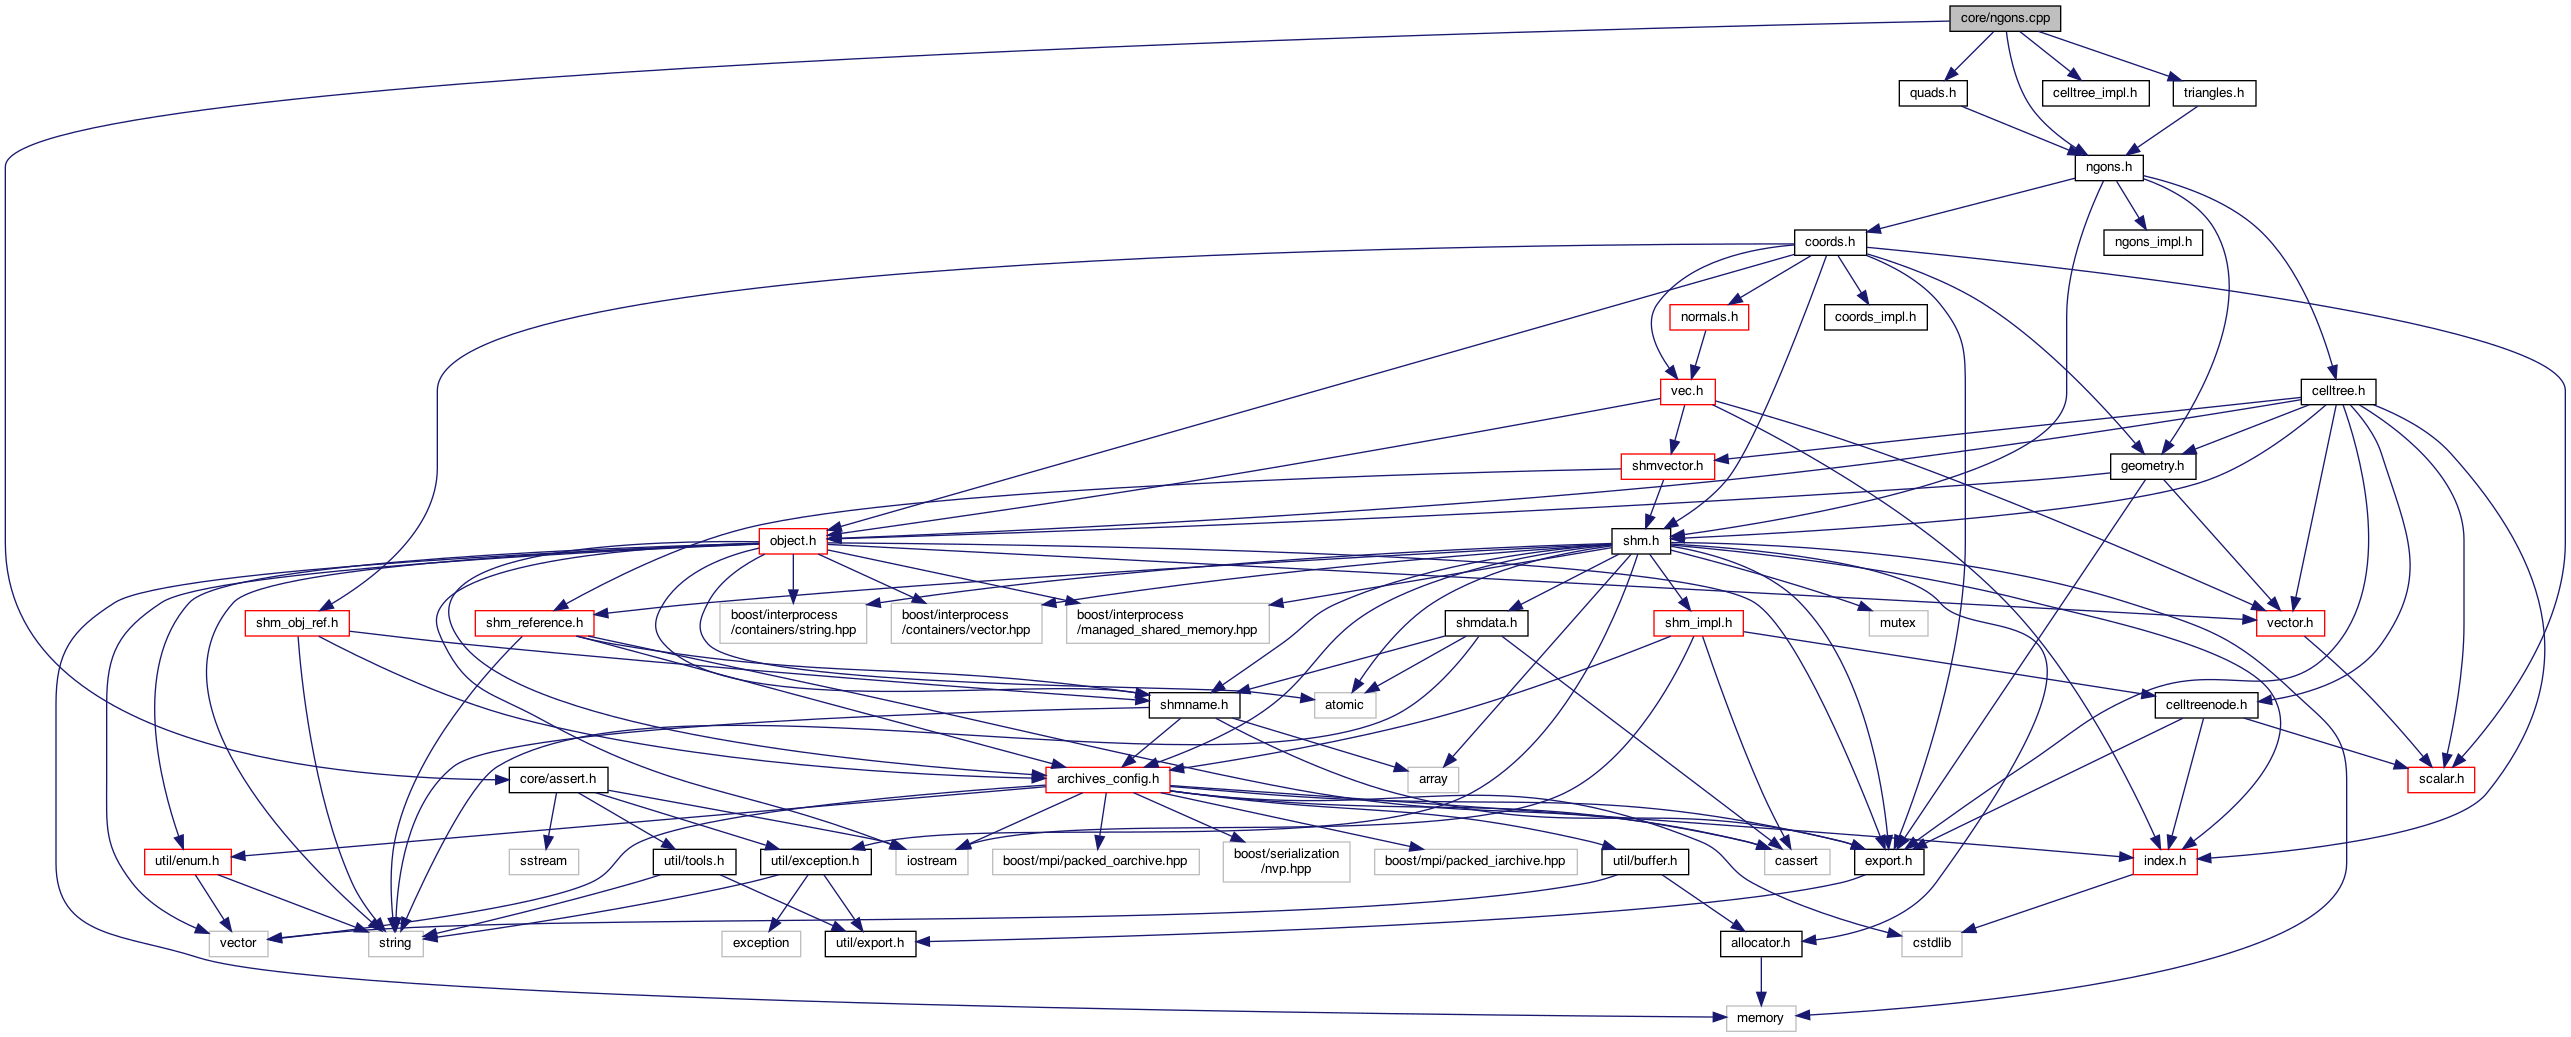 core/ngons.cpp
quads.h
celltree_impl.h
triangles.h
ngons.h
coords.h
ngons_impl.h
normals.h
coords_impl.h
vec.h
celltree.h
shmvector.h
geometry.h
object.h
shm.h
shm_obj_ref.h
shm_reference.h
boost/interprocess
/containers/string.hpp
boost/interprocess
/containers/vector.hpp
boost/interprocess
/managed_shared_memory.hpp
shmdata.h
shm_impl.h
mutex
vector.h
shmname.h
atomic
celltreenode.h
core/assert.h
archives_config.h
array
scalar.h
util/enum.h
sstream
util/tools.h
util/exception.h
iostream
boost/mpi/packed_oarchive.hpp
boost/serialization
/nvp.hpp
boost/mpi/packed_iarchive.hpp
util/buffer.h
cassert
export.h
index.h
vector
string
exception
util/export.h
allocator.h
cstdlib
memory